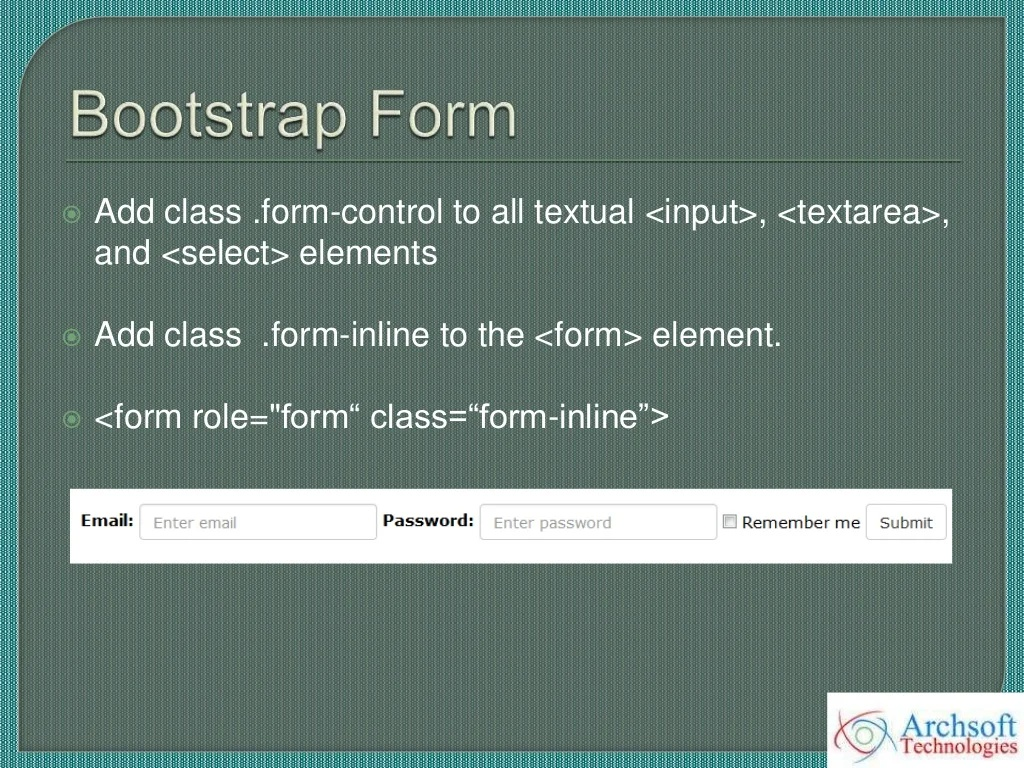 Bootstrap Form
Add class .form-control to all textual <input>, <textarea>,
and <select> elements
Add class  .form-inline to the <form> element.
<form role="form“ class=“form-inline”>
Email: Enter email Password: Enter password Remember me Submit
Archsoft
Technologies